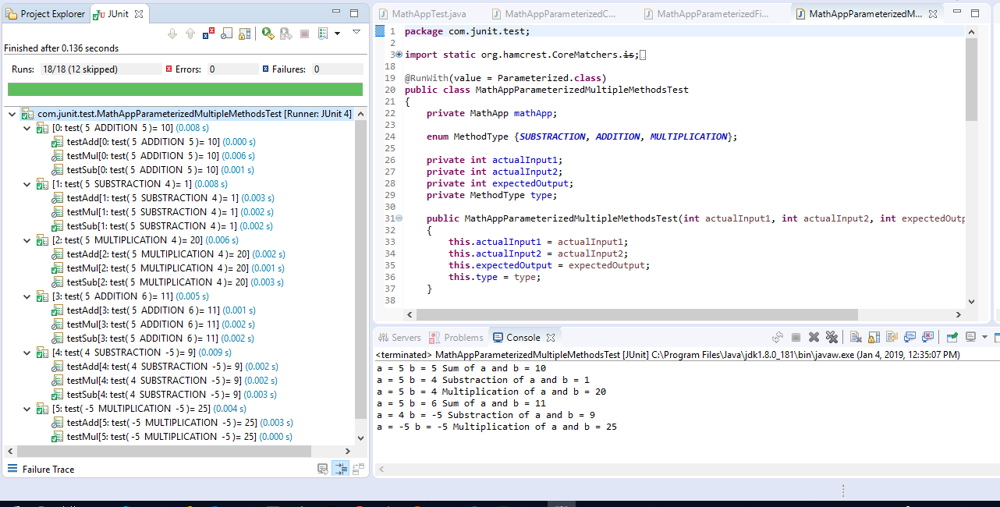 Project Explorer JUnit
Finished after 0.136 seconds
Runs: 18/18 (12 skipped) Errors: 0 Failures: 0
com.junit.test.MathAppParameterizedMultipleMethodsTest [Runner: JUnit 4]
[0: test( 5 ADDITION 5 )= 10] (0.008 s)
testAdd[0: test( 5 ADDITION 5 )= 10] (0.000 s)
testMul[0: test( 5 ADDITION 5 )= 10] (0.006 s)
testSub[0: test( 5 ADDITION 5 )= 10] (0.001 s)
[1: test( 5 SUBSTRACTION 4 )= 1] (0.008 s)
testAdd[1: test( 5 SUBSTRACTION 4 )= 1] (0.003 s)
testMul[1: test( 5 SUBSTRACTION 4 )= 1] (0.002 s)
testSub[1: test( 5 SUBSTRACTION 4 )= 1] (0.002 s)
[2: test( 5 MULTIPLICATION 4 )= 20] (0.006 s)
testAdd[2: test( 5 MULTIPLICATION 4 )= 20] (0.002 s)
testMul[2: test( 5 MULTIPLICATION 4 )= 20] (0.001 s)
testSub[2: test( 5 MULTIPLICATION 4 )= 20] (0.003 s)
[3: test( 5 ADDITION 6 )= 11] (0.005 s)
testAdd[3: test( 5 ADDITION 6 )= 11] (0.001 s)
testMul[3: test( 5 ADDITION 6 )= 11] (0.002 s)
testSub[3: test( 5 ADDITION 6 )= 11] (0.002 s)
[4: test( 4 SUBSTRACTION -5 )= 9] (0.009 s)
testAdd[4: test( 4 SUBSTRACTION -5 )= 9] (0.002 s)
testMul[4: test( 4 SUBSTRACTION -5 )= 9] (0.002 s)
testSub[4: test( 4 SUBSTRACTION -5 )= 9] (0.003 s)
[5: test( -5 MULTIPLICATION -5 )= 25] (0.004 s)
testAdd[5: test( -5 MULTIPLICATION -5 )= 25] (0.003 s)
testMul[5: test( -5 MULTIPLICATION -5 )= 25] (0.000 s)
Failure Trace
MathAppTest.java MathAppParameterizedC... MathAppParameterizedFi... MathAppParameterizedM...
1 package com.junit.test;
2
3 import static org.hamcrest.CoreMatchers.is;
18
19 @RunWith(value = Parameterized.class)
20 public class MathAppParameterizedMultipleMethodsTest
21 {
22 private MathApp mathApp;
23
24 enum MethodType {SUBSTRACTION, ADDITION, MULTIPLICATION};
25
26 private int actualInput1;
27 private int actualInput2;
28 private int expectedOutput;
29 private MethodType type;
30
31 public MathAppParameterizedMultipleMethodsTest(int actualInput1, int actualInput2, int expectedOutp
32 {
33 this.actualInput1 = actualInput1;
34 this.actualInput2 = actualInput2;
35 this.expectedOutput = expectedOutput;
36 this.type = type;
37 }
38
Servers Problems Console
<terminated> MathAppParameterizedMultipleMethodsTest [JUnit] C:\Program Files\Java\jdk1.8.0_181\bin\javaw.exe (Jan 4, 2019, 12:35:07 PM)
a = 5 b = 5 Sum of a and b = 10
a = 5 b = 4 Substraction of a and b = 1
a = 5 b = 4 Multiplication of a and b = 20
a = 5 b = 6 Sum of a and b = 11
a = 4 b = -5 Substraction of a and b = 9
a = -5 b = -5 Multiplication of a and b = 25